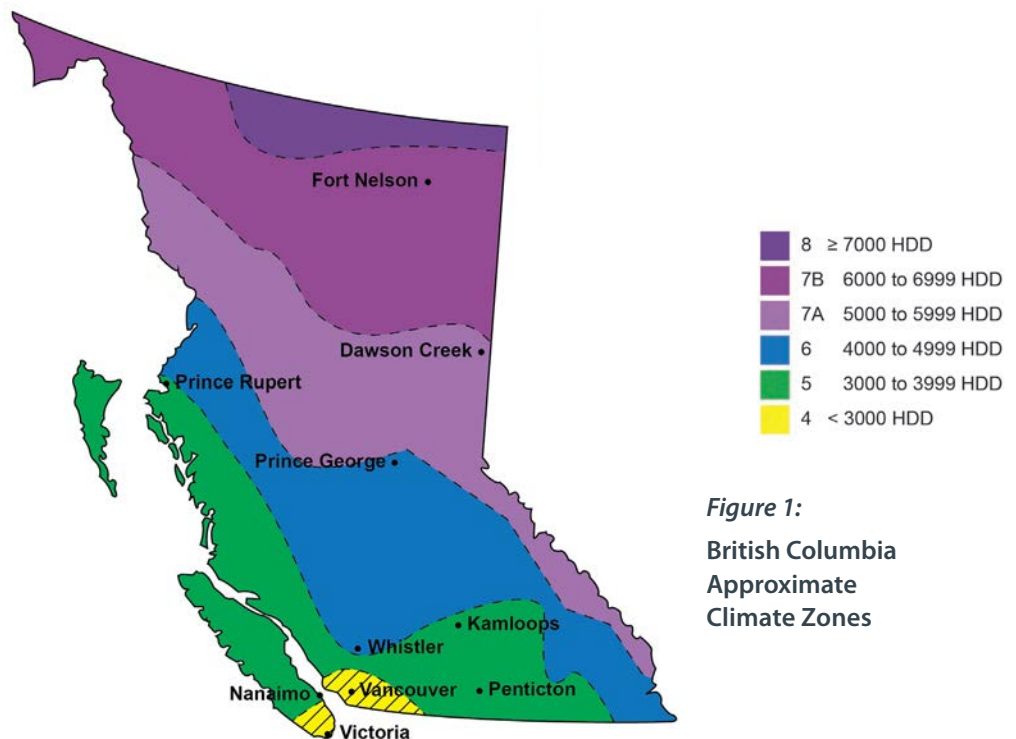 Fort Nelson
Dawson Creek
Prince Rupert
Prince George
Kamloops
Whistler
Nanaimo
Vancouver
Penticton
Victoria
8 ≥ 7000 HDD
7B 6000 to 6999 HDD
7A 5000 to 5999 HDD
6 4000 to 4999 HDD
5 3000 to 3999 HDD
4 < 3000 HDD
Figure 1:
British Columbia
Approximate
Climate Zones